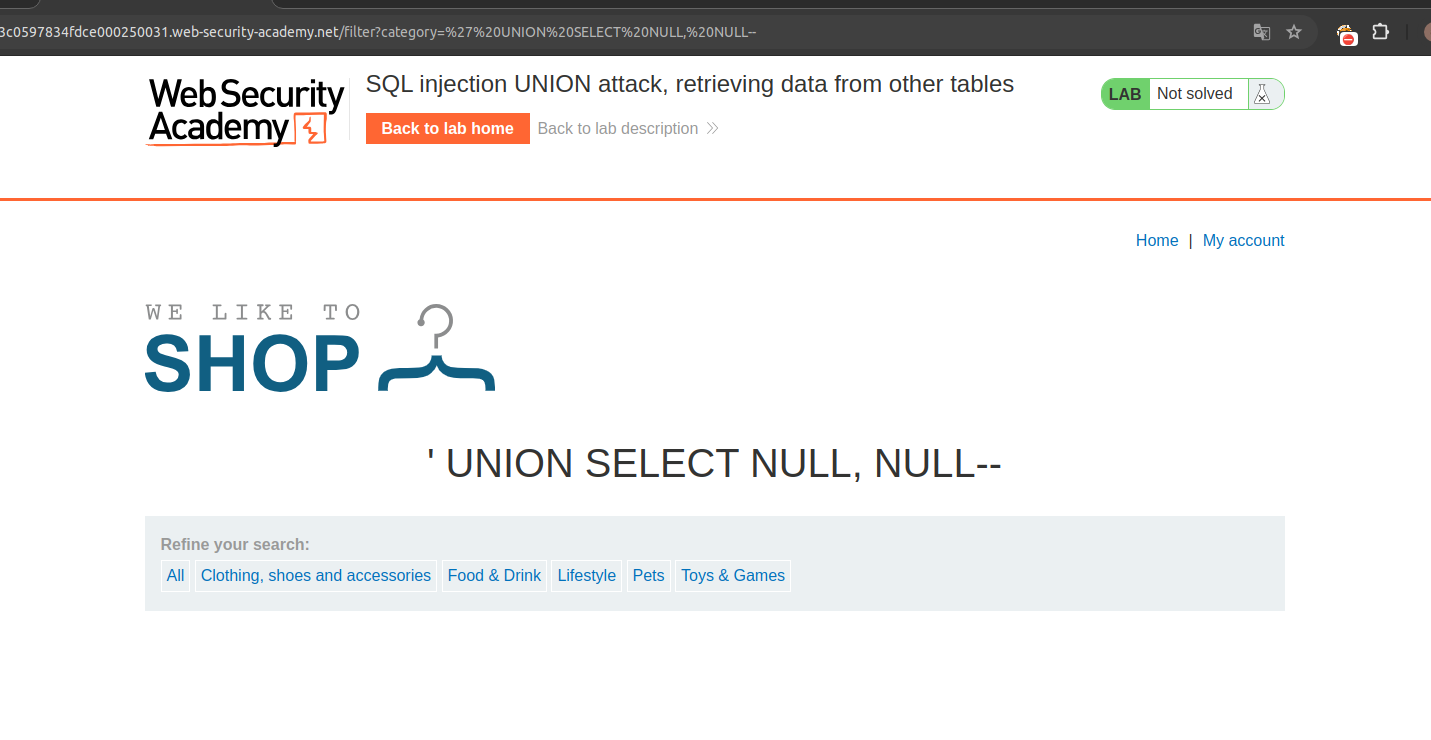 3c0597834fdce000250031.web-security-academy.net/filter?category=%27%20UNION%20SELECT%20NULL,%20NULL--
Web Security
Academy
SQL injection UNION attack, retrieving data from other tables
LAB Not solved
Back to lab home Back to lab description
Home | My account
WE LIKE TO
SHOP
' UNION SELECT NULL, NULL--
Refine your search:
All Clothing, shoes and accessories Food & Drink Lifestyle Pets Toys & Games